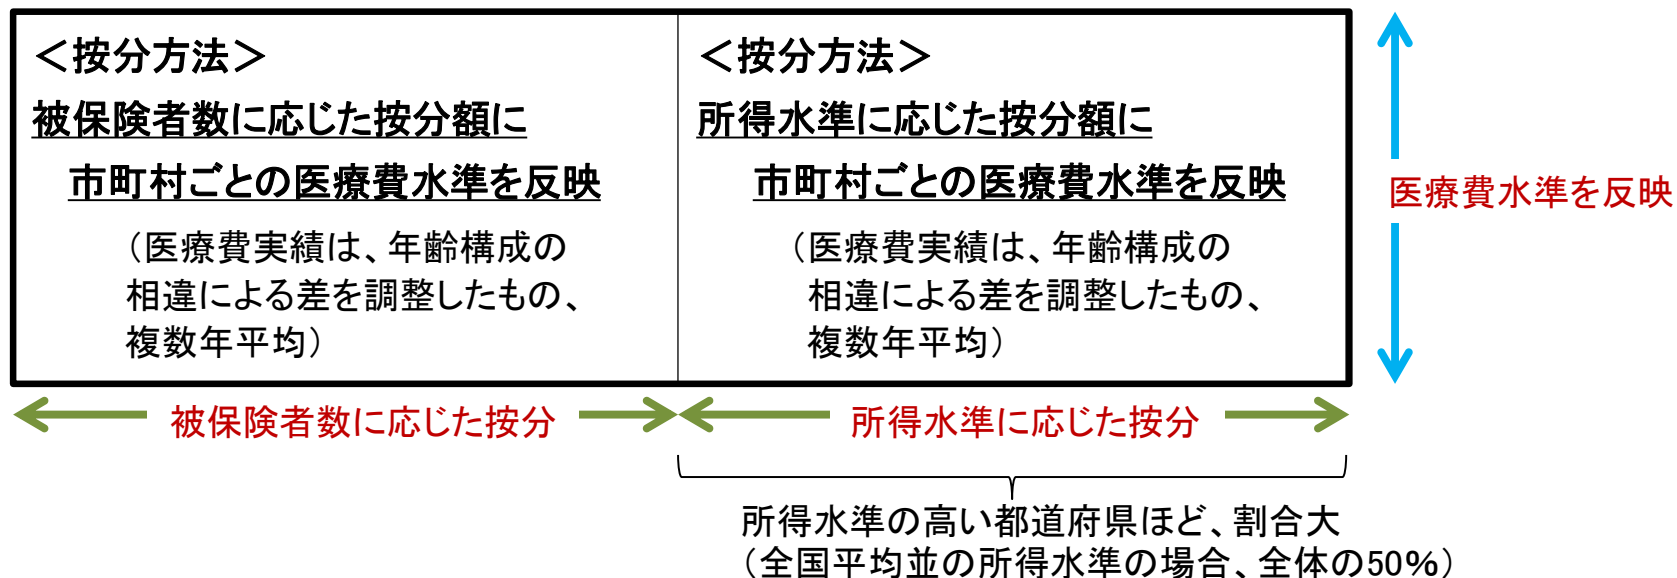 ＜按分方法＞
被保険者数に応じた按分額に
市町村ごとの医療費水準を反映
（医療費実績は、年齢構成の
相違による差を調整したもの、
複数年平均）
＜按分方法＞
所得水準に応じた按分額に
市町村ごとの医療費水準を反映
（医療費実績は、年齢構成の
相違による差を調整したもの、
複数年平均）
医療費水準を反映
被保険者数に応じた按分
所得水準に応じた按分
所得水準の高い都道府県ほど、割合大
（全国平均並の所得水準の場合、全体の50%）